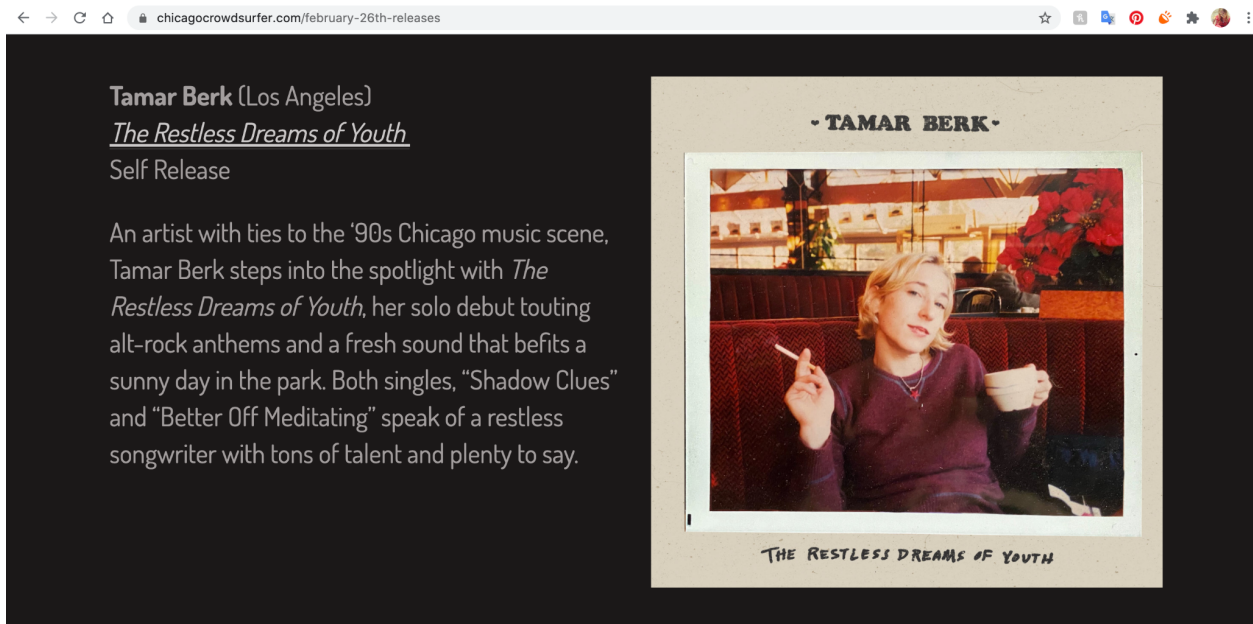 chicagocrowdsurfer.com/february-26th-releases
Tamar Berk (Los Angeles)
The Restless Dreams of Youth
Self Release
An artist with ties to the ‘90s Chicago music scene,
Tamar Berk steps into the spotlight with The
Restless Dreams of Youth, her solo debut touting
alt-rock anthems and a fresh sound that befits a
sunny day in the park. Both singles, “Shadow Clues”
and “Better Off Meditating” speak of a restless
songwriter with tons of talent and plenty to say.
TAMAR BERK
THE RESTLESS DREAMS OF YOUTH